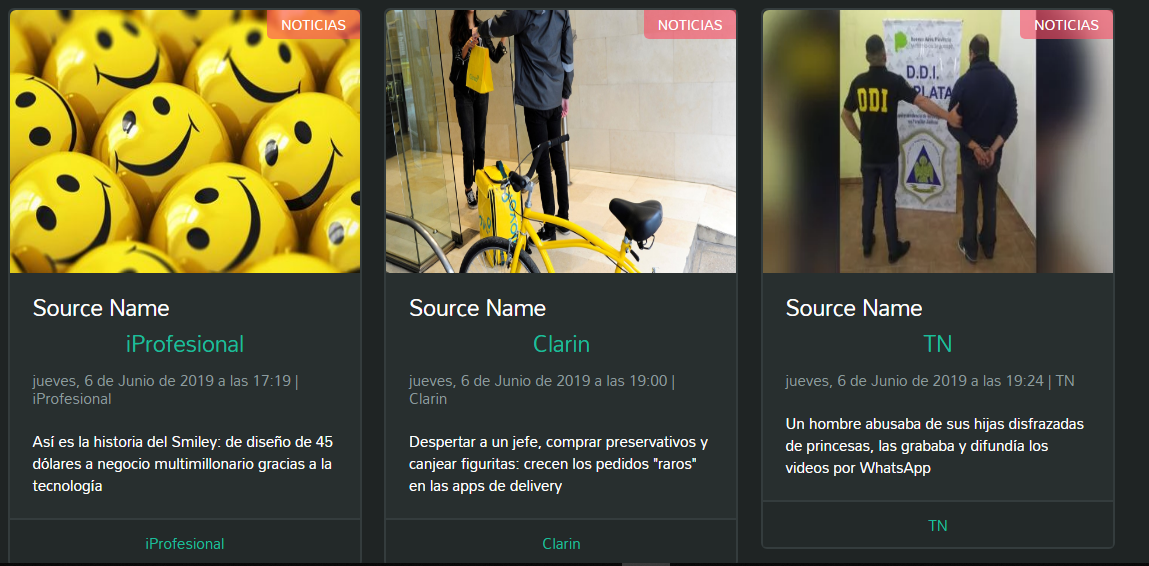 NOTICIAS
Source Name
iProfesional
jueves, 6 de Junio de 2019 a las 17:19 |
iProfesional
Así es la historia del Smiley: de diseño de 45
dólares a negocio multimillonario gracias a la
tecnología
iProfesional
NOTICIAS
Source Name
Clarin
jueves, 6 de Junio de 2019 a las 19:00 |
Clarin
Despertar a un jefe, comprar preservativos y
canjear figuritas: crecen los pedidos "raros"
en las apps de delivery
Clarin
NOTICIAS
DDI
D.D.I.
PLATA
Source Name
TN
jueves, 6 de Junio de 2019 a las 19:24 | TN
Un hombre abusaba de sus hijas disfrazadas
de princesas, las grababa y difundía los
videos por WhatsApp
TN